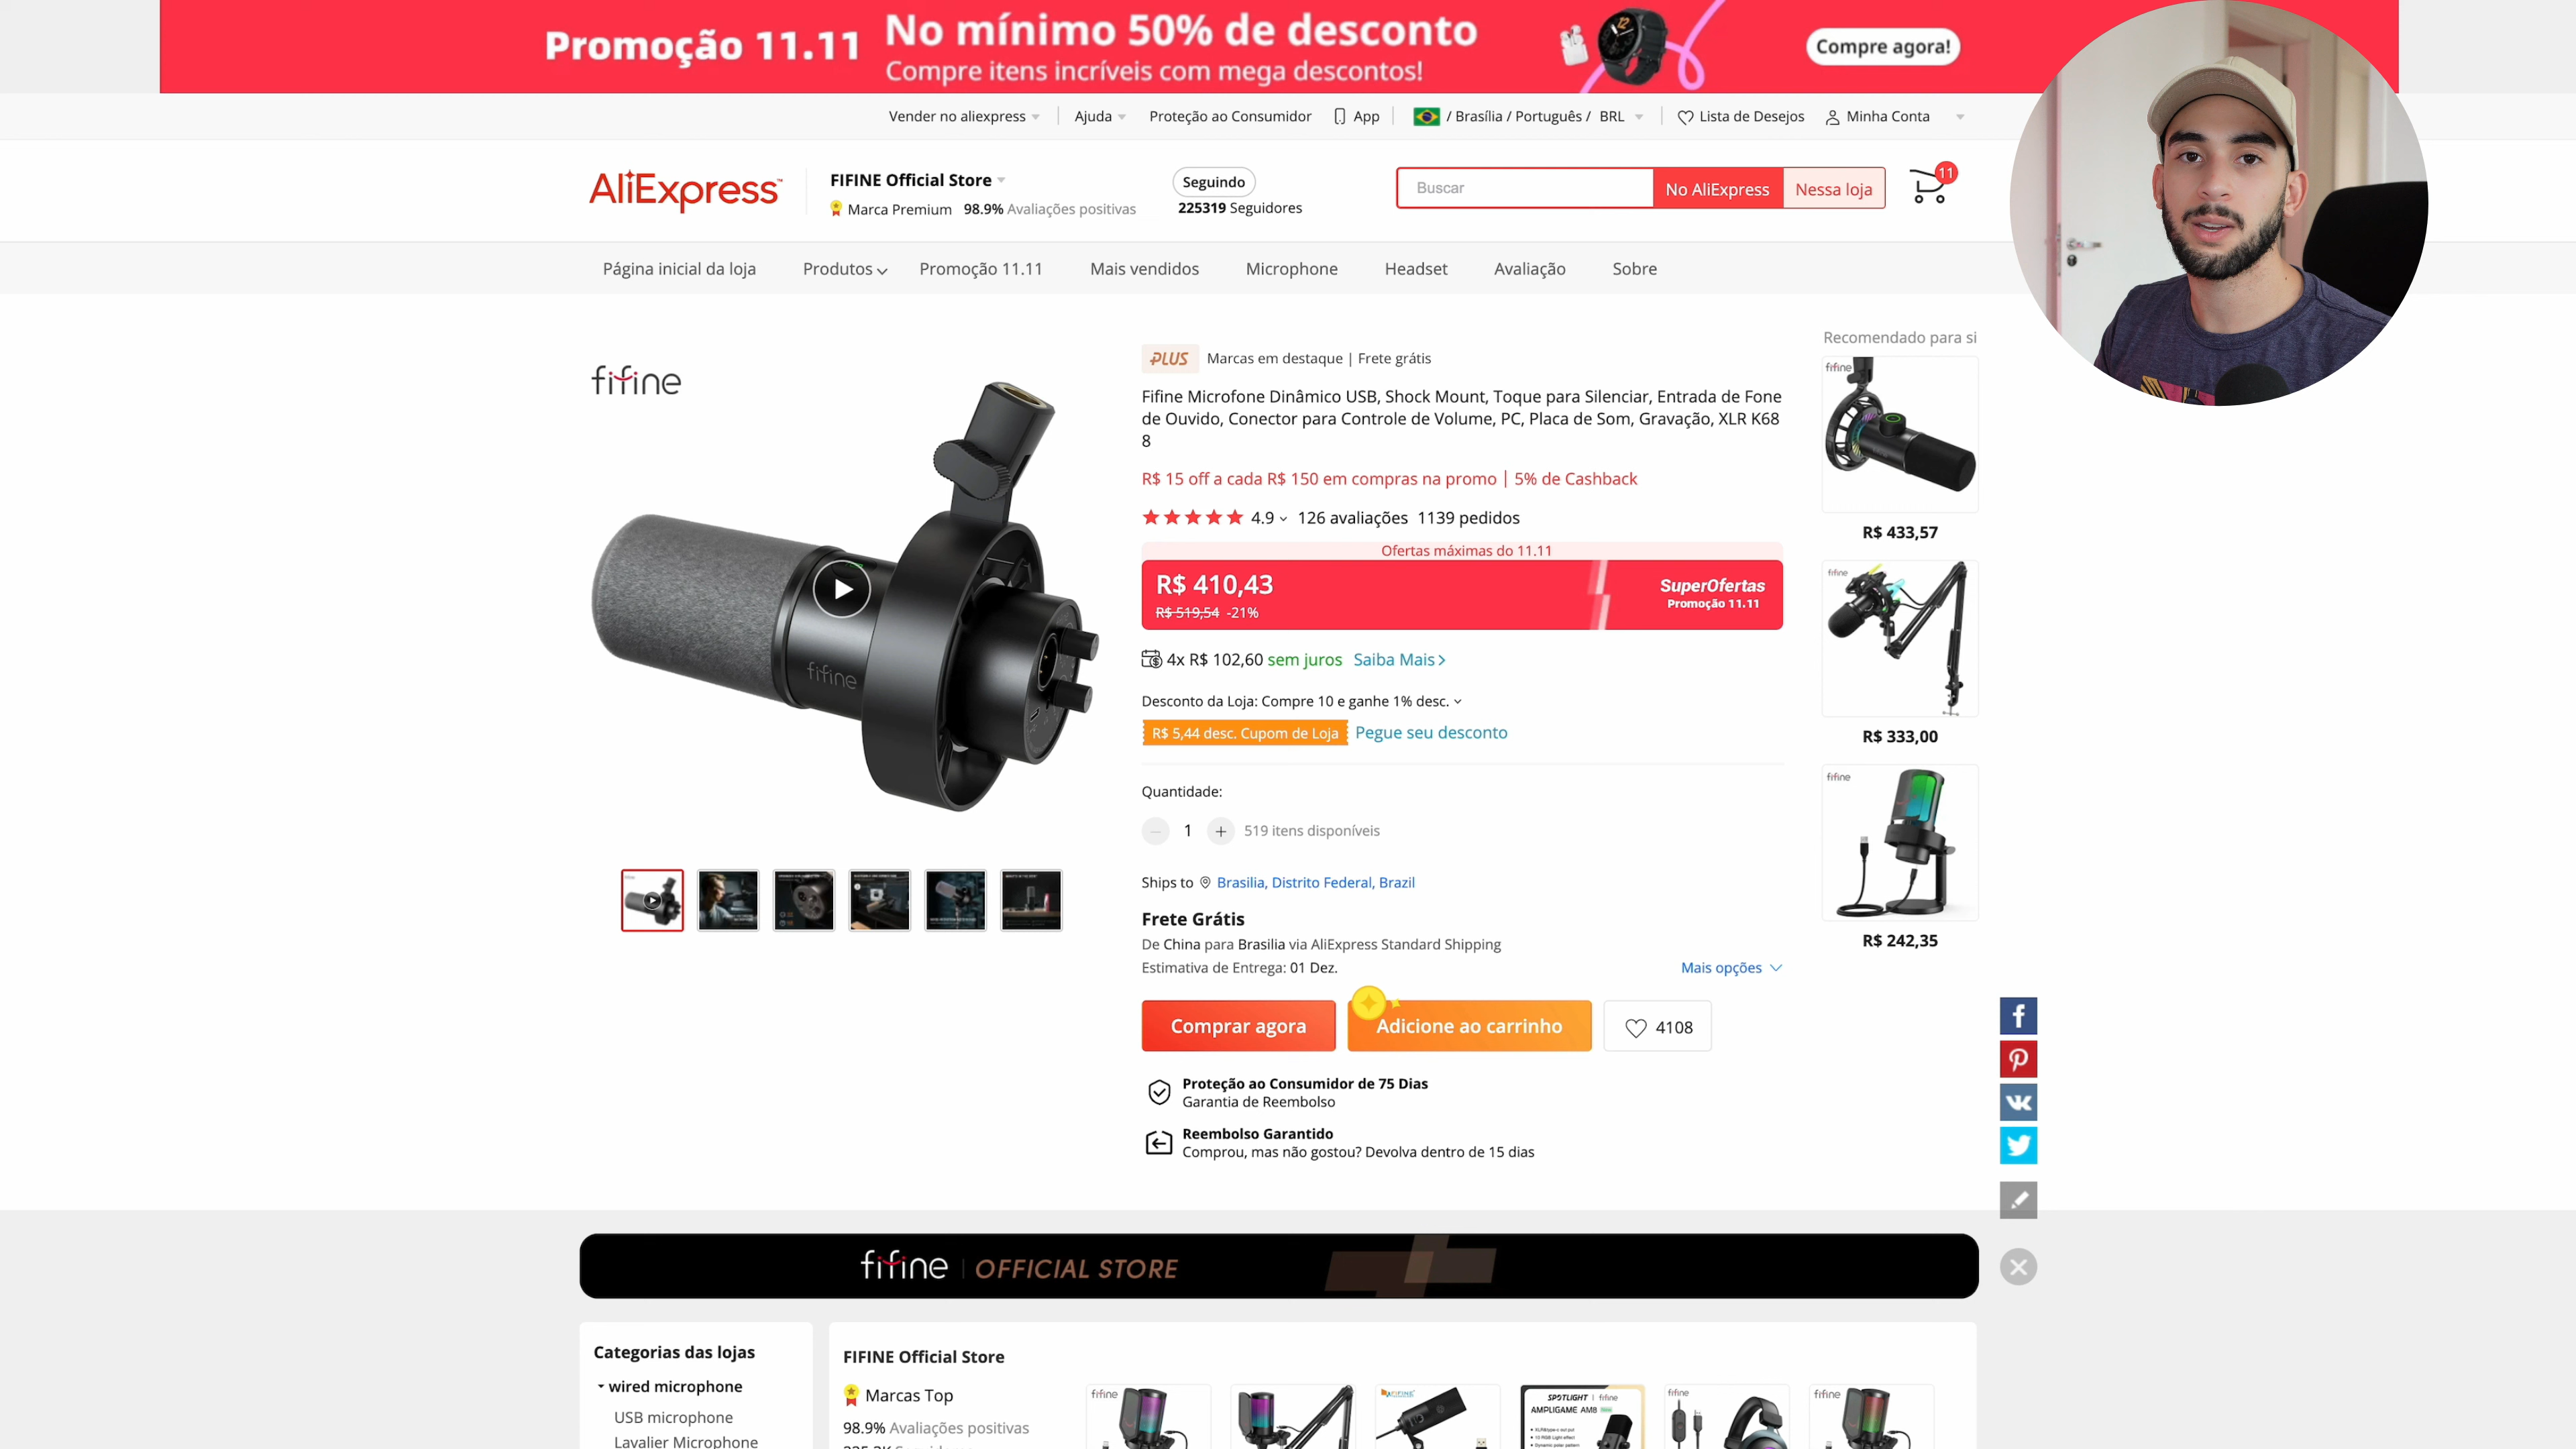 Promoção 11.11
No mínimo 50% de desconto
Compre itens incríveis com mega descontos!
Compre agora!
Vender no aliexpress
Ajuda
Proteção ao Consumidor
App
/ Brasília / Português / BRL
Lista de Desejos
Minha Conta
AliExpress
FIFINE Official Store
Marca Premium 98.9% Avaliações positivas
Seguindo
225319 Seguidores
Buscar
No AliExpress
Nessa loja
11
Página inicial da loja
Produtos
Promoção 11.11
Mais vendidos
Microphone
Headset
Avaliação
Sobre
fifine
fifine
PLUS Marcas em destaque | Frete grátis
Fifine Microfone Dinâmico USB, Shock Mount, Toque para Silenciar, Entrada de Fone
de Ouvido, Conector para Controle de Volume, PC, Placa de Som, Gravação, XLR K68
8
R$ 15 off a cada R$ 150 em compras na promo | 5% de Cashback
4.9 126 avaliações 1139 pedidos
Ofertas máximas do 11.11
R$ 410,43
R$ 519,54 -21%
SuperOfertas
Promoção 11.11
4x R$ 102,60 sem juros Saiba Mais
Desconto da Loja: Compre 10 e ganhe 1% desc.
R$ 5,44 desc. Cupom de Loja Pegue seu desconto
Quantidade:
− 1 + 519 itens disponíveis
Ships to Brasilia, Distrito Federal, Brazil
Frete Grátis
De China para Brasilia via AliExpress Standard Shipping
Estimativa de Entrega: 01 Dez.
Mais opções
Comprar agora
Adicione ao carrinho
4108
Proteção ao Consumidor de 75 Dias
Garantia de Reembolso
Reembolso Garantido
Comprou, mas não gostou? Devolva dentro de 15 dias
Recomendado para si
fifine
R$ 433,57
fifine
R$ 333,00
fifine
R$ 242,35
fifine | OFFICIAL STORE
Categorias das lojas
wired microphone
USB microphone
Lavalier Microphone
FIFINE Official Store
Marcas Top
98.9% Avaliações positivas
fifine
FIFINE
SPOTLIGHT | fifine
AMPLIGAME AM8
fifine
fifine